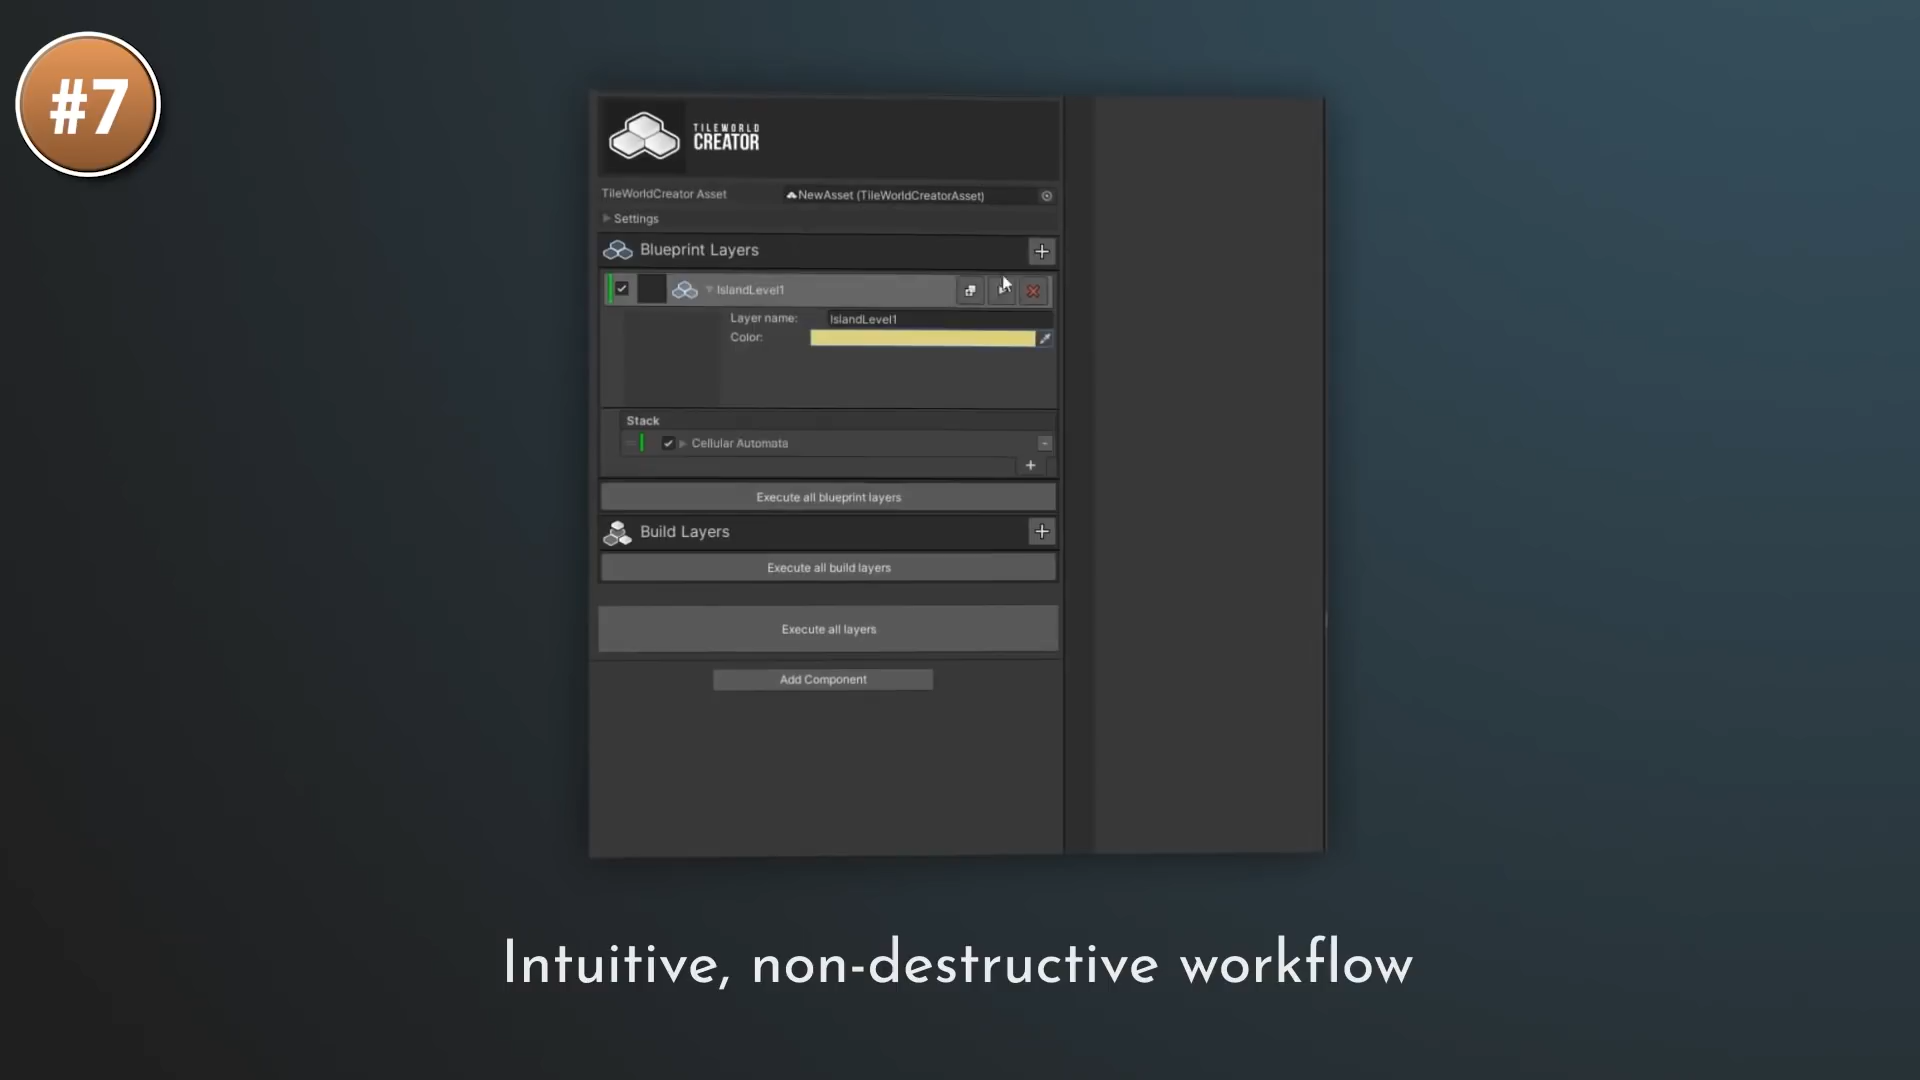 #7
TILEWORLD
CREATOR
TileWorldCreator Asset
NewAsset (TileWorldCreatorAsset)
Settings
Blueprint Layers
IslandLevel1
Layer name:
IslandLevel1
Color:
Stack
Cellular Automata
Execute all blueprint layers
Build Layers
Execute all build layers
Execute all layers
Add Component
Intuitive, non-destructive workflow